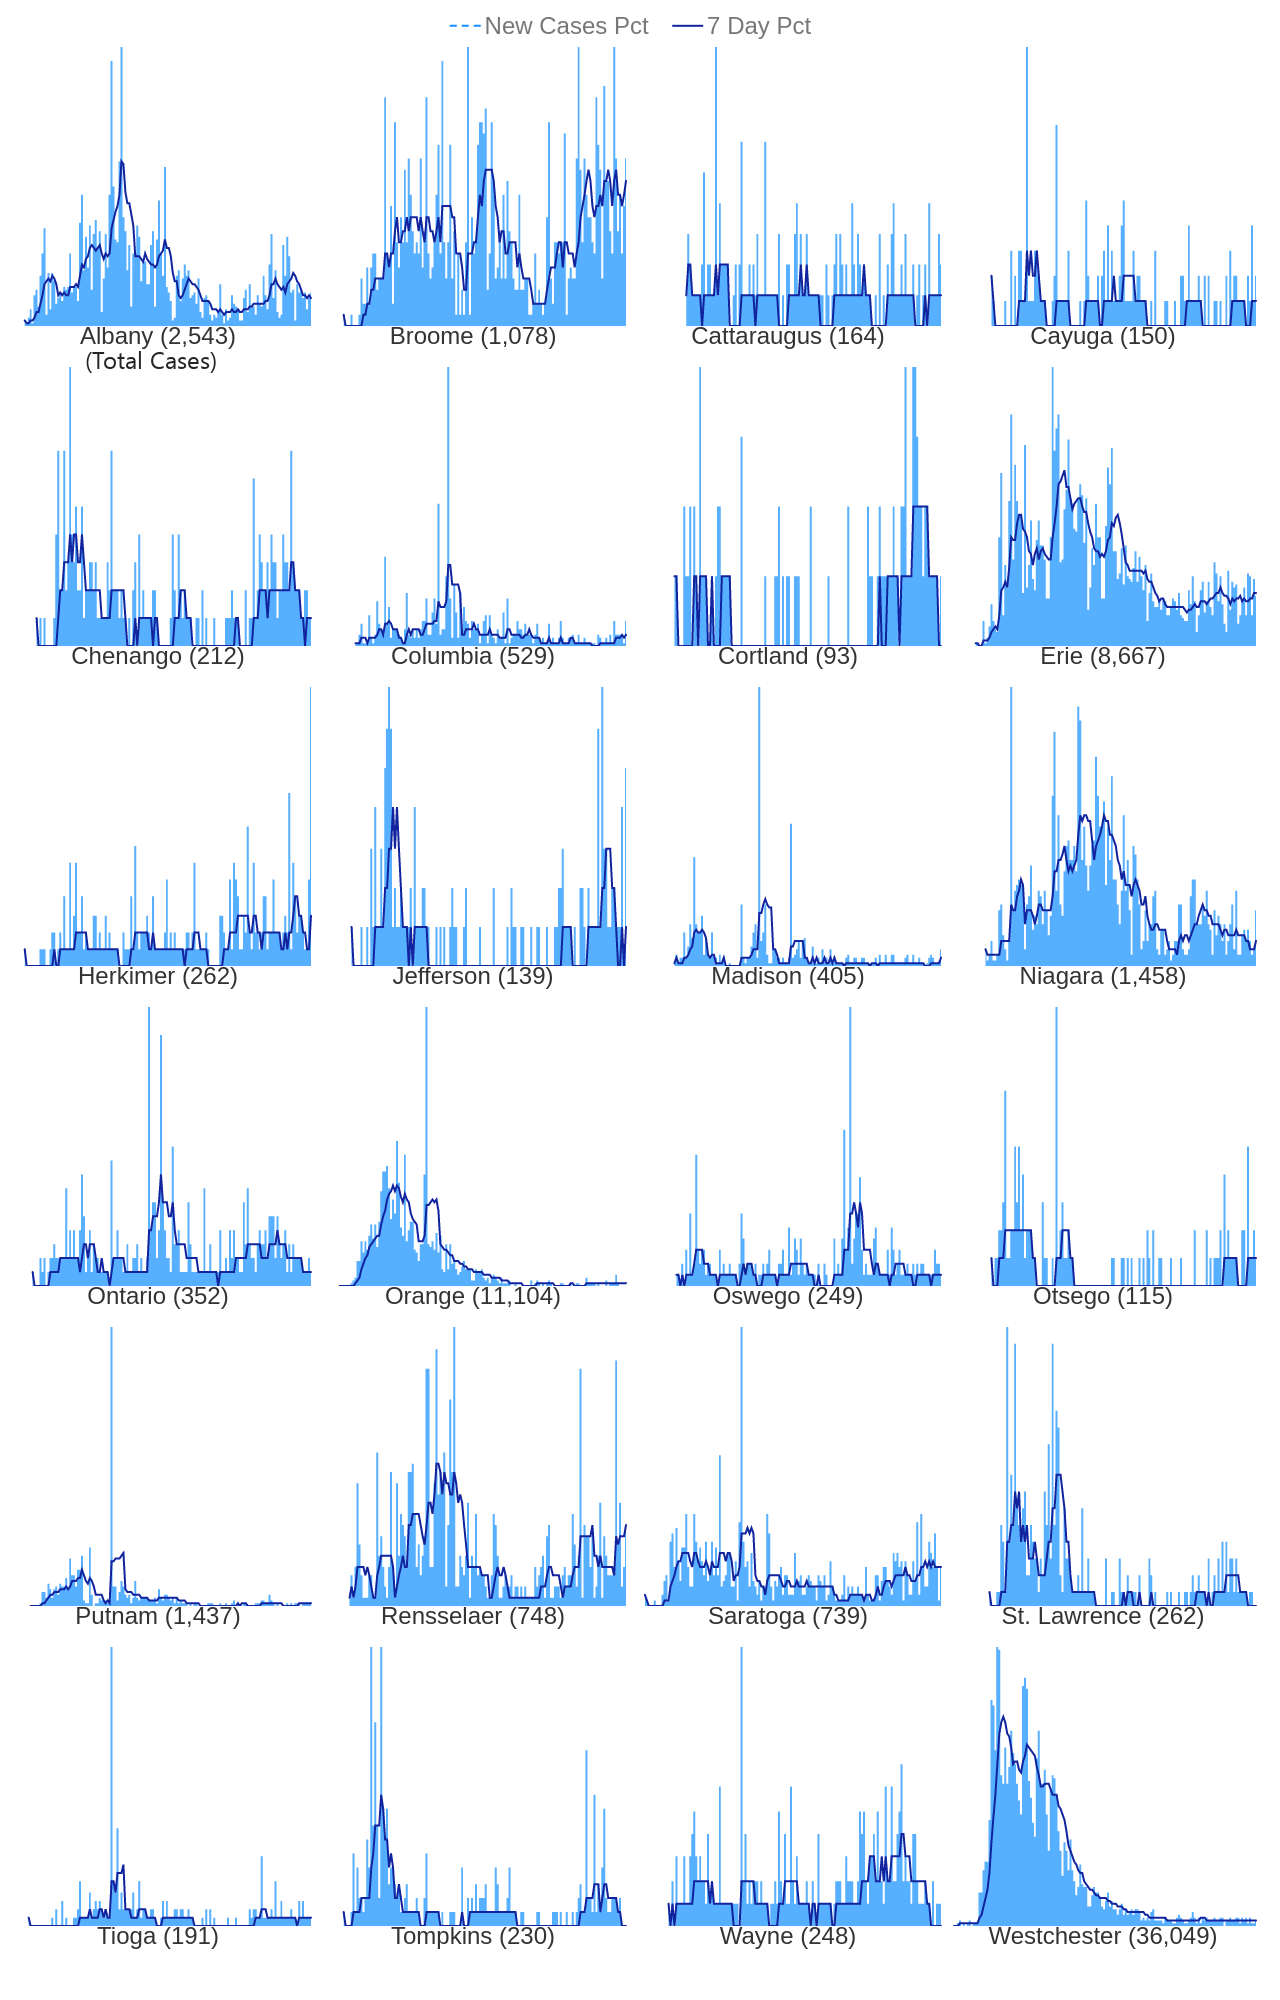 New Cases Pct 7 Day Pct
Albany (2,543) Broome (1,078) Cattaraugus (164) Cayuga (150)
(Total Cases)
Chenango (212) Columbia (529) Cortland (93) Erie (8,667)
Herkimer (262) Jefferson (139) Madison (405) Niagara (1,458)
Ontario (352) Orange (11,104) Oswego (249) Otsego (115)
Putnam (1,437) Rensselaer (748) Saratoga (739) St. Lawrence (262)
Tioga (191) Tompkins (230) Wayne (248) Westchester (36,049)